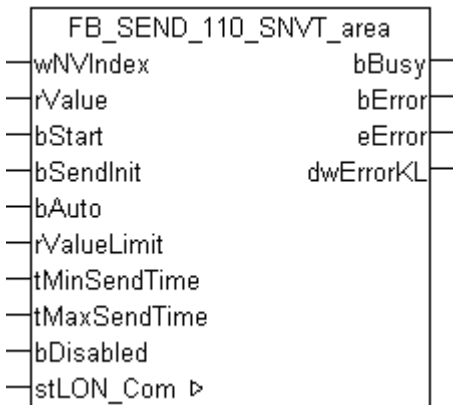 FB_SEND_110_SNVT_area
wNVIndex bBusy
rValue bError
bStart eError
bSendInit dwErrorKL
bAuto
rValueLimit
tMinSendTime
tMaxSendTime
bDisabled
stLON_Com ▷